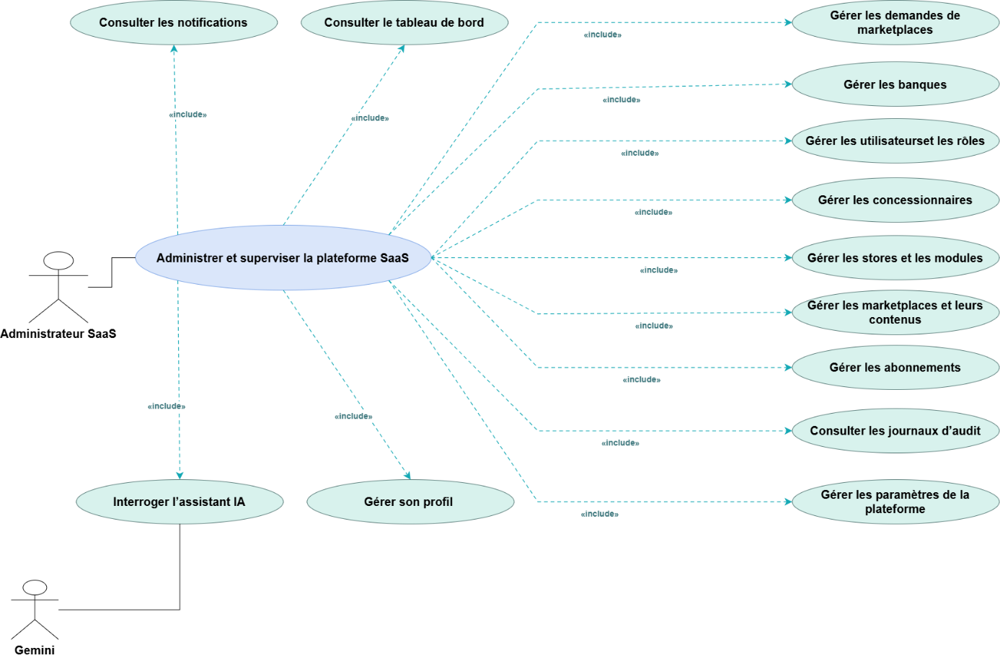 Consulter les notifications
Consulter le tableau de bord
Gérer les demandes de
marketplaces
«include»
Gérer les banques
«include»
«include»
«include»
Gérer les utilisateurset les rôles
«include»
Gérer les concessionnaires
«include»
Administrer et superviser la plateforme SaaS
Gérer les stores et les modules
«include»
Gérer les marketplaces et leurs
contenus
«include»
Administrateur SaaS
Gérer les abonnements
«include»
«include»
«include»
Consulter les journaux d’audit
«include»
Interroger l’assistant IA
Gérer son profil
Gérer les paramètres de la
plateforme
«include»
Gemini